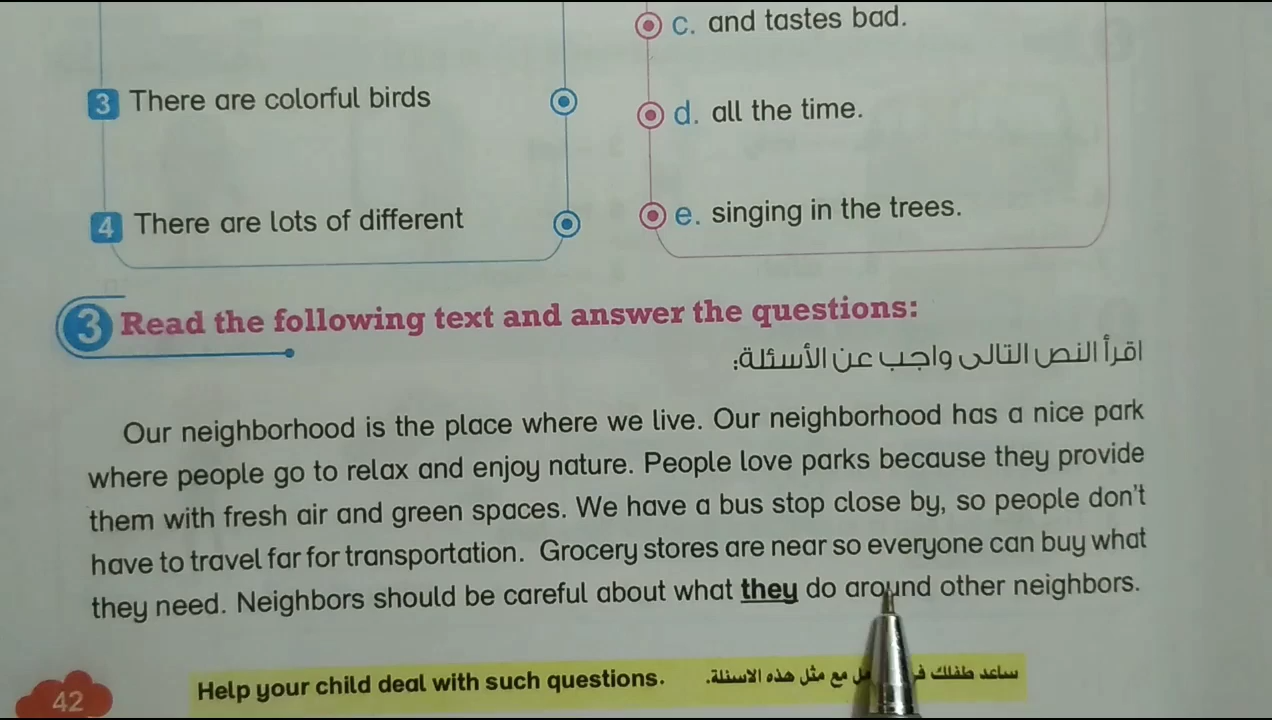 c. and tastes bad.
3 There are colorful birds
d. all the time.
4 There are lots of different
e. singing in the trees.
3 Read the following text and answer the questions:
اقرأ النص التالى واجب عن الأسئلة:
Our neighborhood is the place where we live. Our neighborhood has a nice park
where people go to relax and enjoy nature. People love parks because they provide
them with fresh air and green spaces. We have a bus stop close by, so people don't
have to travel far for transportation. Grocery stores are near so everyone can buy what
they need. Neighbors should be careful about what they do around other neighbors.
Help your child deal with such questions.
ساعد طفلك مع مثل هذه الاسئلة.
42